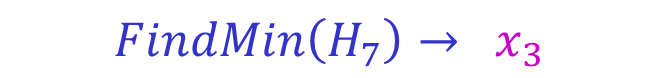 FindMin(H₇) → x₃